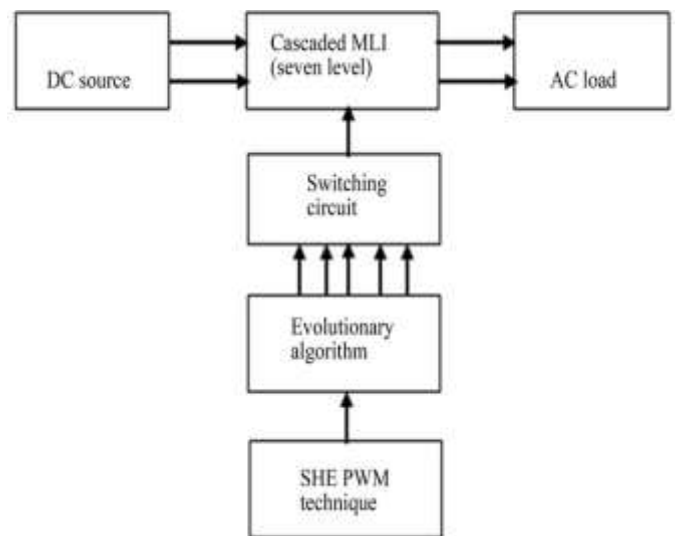 DC source
Cascaded MLI
(seven level)
AC load
Switching
circuit
Evolutionary
algorithm
SHE PWM
technique